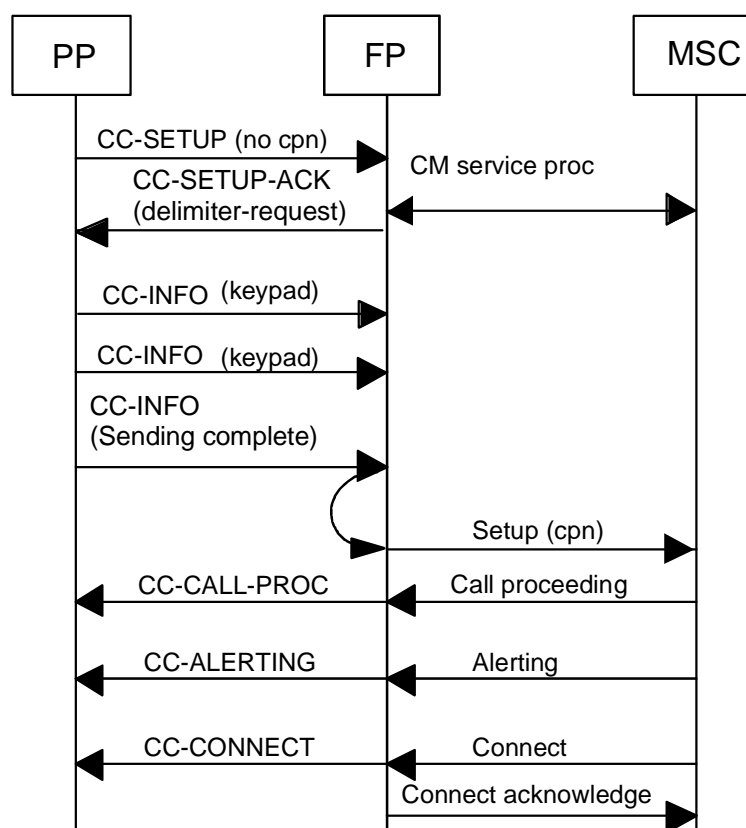 PP
FP
MSC
CC-SETUP (no cpn)
CM service proc
CC-SETUP-ACK
(delimiter-request)
CC-INFO (keypad)
CC-INFO (keypad)
CC-INFO
(Sending complete)
Setup (cpn)
CC-CALL-PROC
Call proceeding
CC-ALERTING
Alerting
CC-CONNECT
Connect
Connect acknowledge